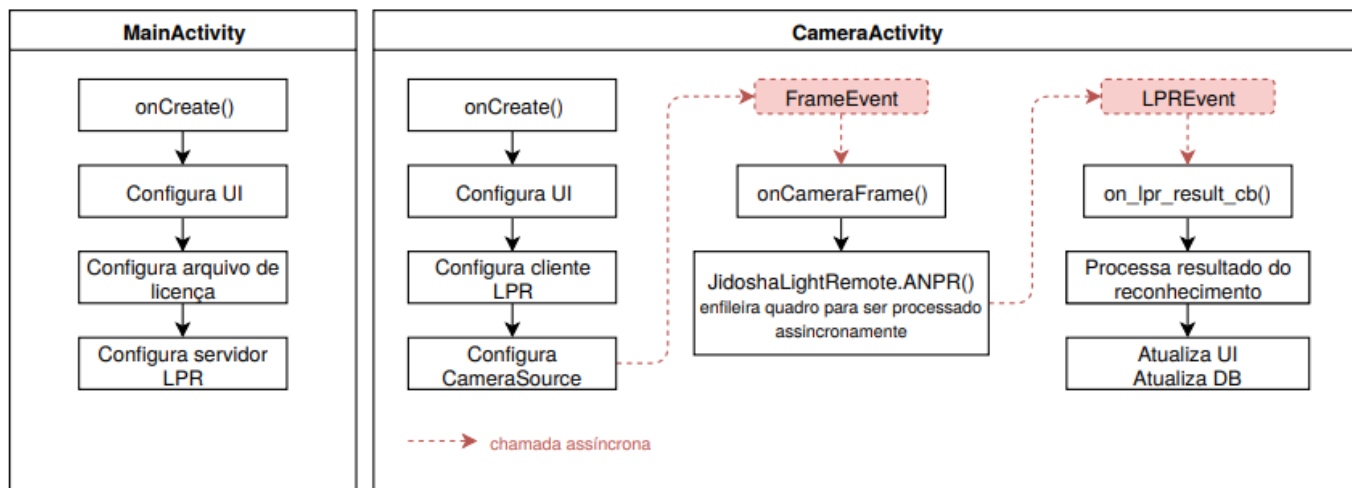 MainActivity
onCreate()
Configura UI
Configura arquivo de
licença
Configura servidor
LPR
CameraActivity
onCreate()
Configura UI
Configura cliente
LPR
Configura
CameraSource
FrameEvent
onCameraFrame()
JidoshaLightRemote.ANPR()
enfileira quadro para ser processado
assincronamente
LPREvent
on_lpr_result_cb()
Processa resultado do
reconhecimento
Atualiza UI
Atualiza DB
chamada assíncrona